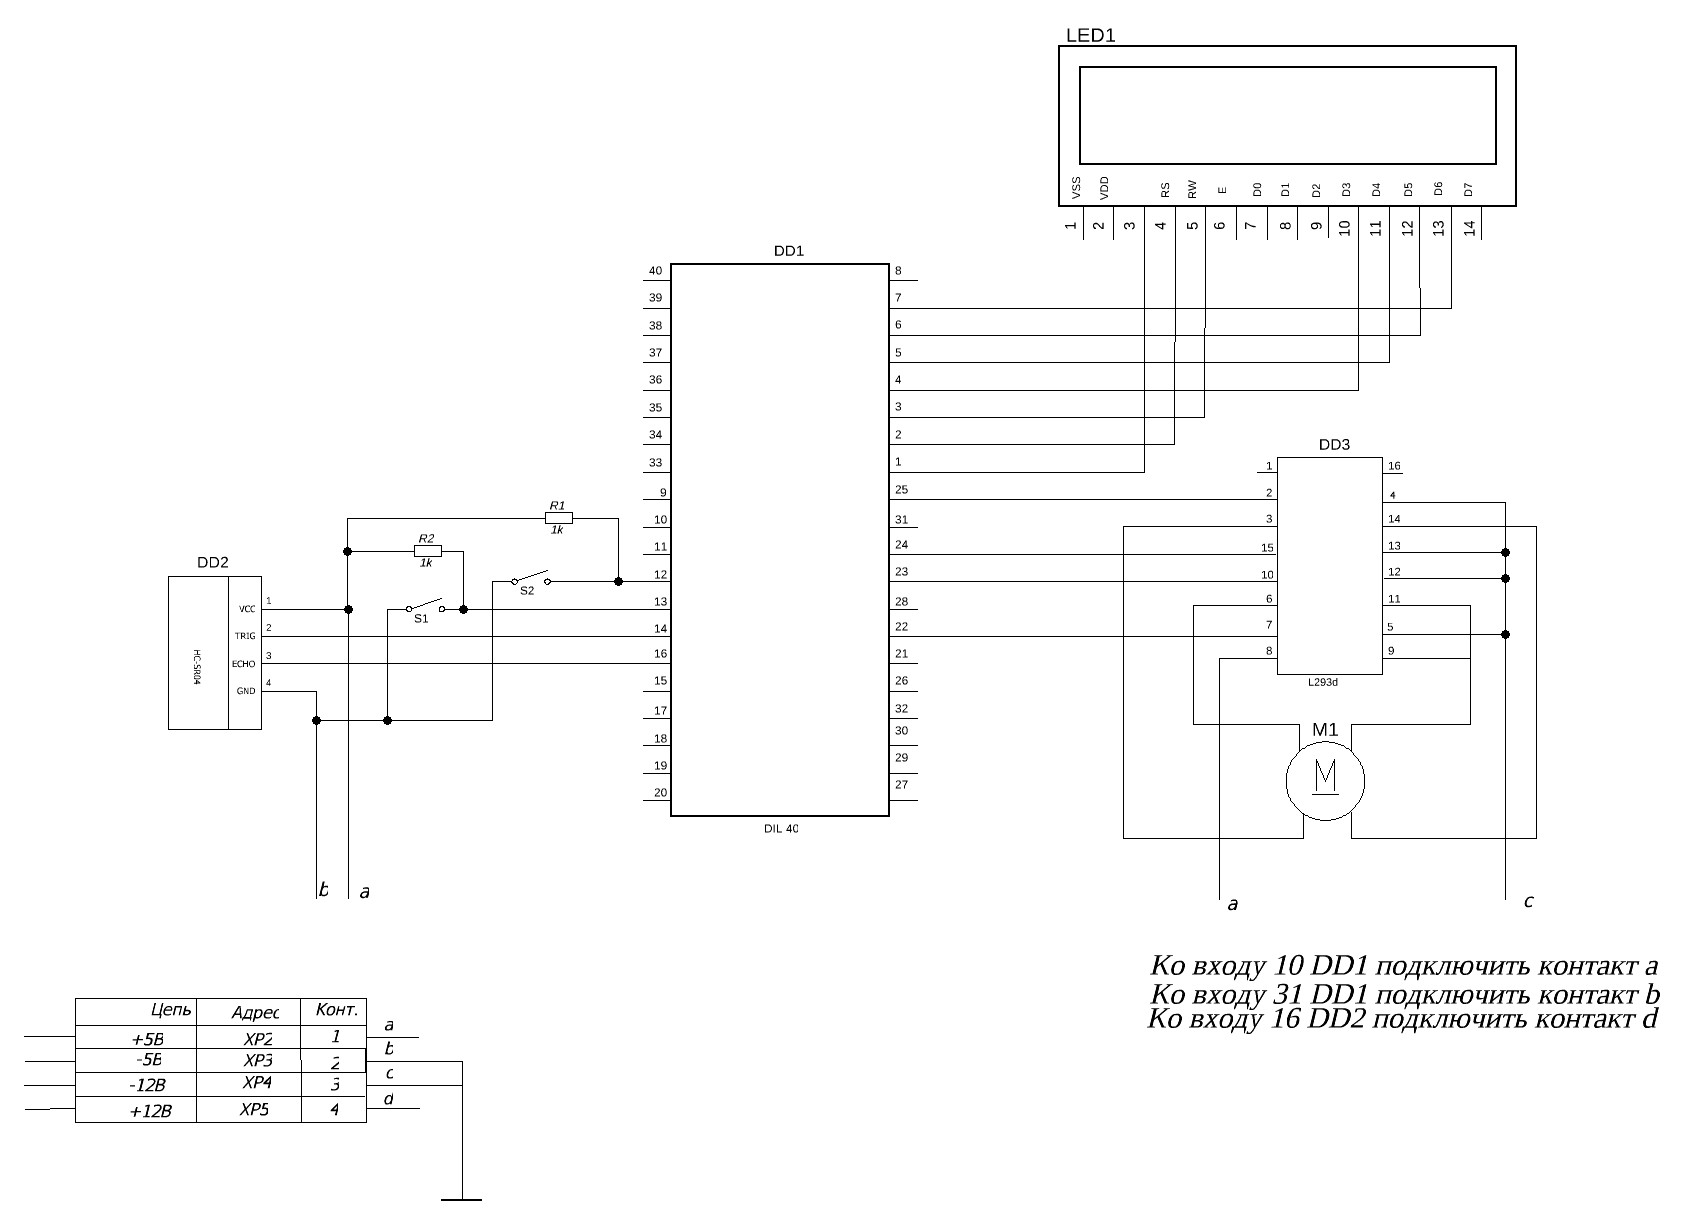 LED1
VSS VDD RS RW E D0 D1 D2 D3 D4 D5 D6 D7
1 2 3 4 5 6 7 8 9 10 11 12 13 14
DD1
40 8
39 7
38 6
37 5
36 4
35 3
34 2
33 1
9 25
10 31
11 24
12 23
13 28
14 22
16 21
15 26
17 32
18 30
19 29
20 27
DIL 40
R1
1k
R2
1k
S2
S1
DD2
HC-SR04
VCC 1
TRIG 2
ECHO 3
GND 4
b a
DD3
1 16
2 4
3 14
15 13
10 12
6 11
7 5
8 9
L293d
M1
M
a c
Ко входу 10 DD1 подключить контакт a
Ко входу 31 DD1 подключить контакт b
Ко входу 16 DD2 подключить контакт d
Цепь Адрес Конт.
+5В XP2 1 a
-5В XP3 2 b
-12В XP4 3 c
+12В XP5 4 d